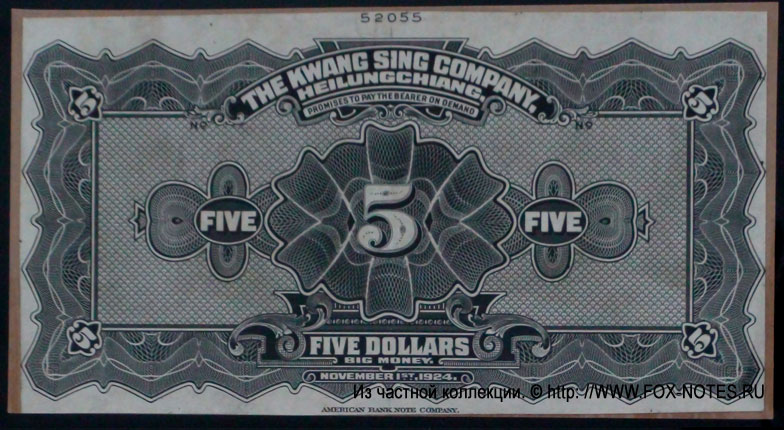 52055
THE KWANG SING COMPANY,
HEILUNGCHIANG
PROMISES TO PAY THE BEARER ON DEMAND
No No
5 5
FIVE 5 FIVE
5 5
FIVE DOLLARS
BIG MONEY.
NOVEMBER 1ST, 1924.
Из частной коллекции. © http: //WWW.FOX-NOTES.RU
AMERICAN BANK NOTE COMPANY.